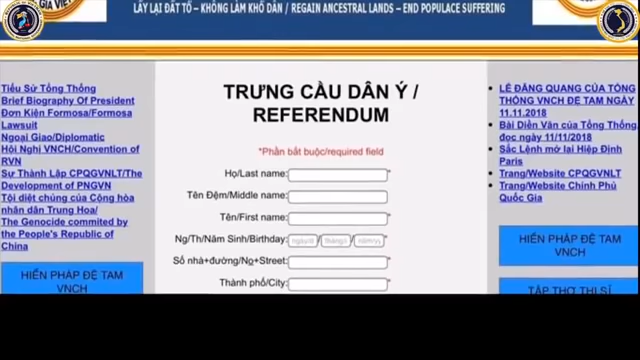 GIA VIỆT
LẤY LẠI ĐẤT TỔ – KHÔNG LÀM KHỔ DÂN / REGAIN ANCESTRAL LANDS – END POPULACE SUFFERING
Tiểu Sử Tổng Thống
Brief Biography Of President
Đơn Kiện Formosa/Formosa
Lawsuit
Ngoại Giao/Diplomatic
Hội Nghị VNCH/Convention of
RVN
Sự Thành Lập CPQGVNLT/The
Development of PNGVN
Tội diệt chủng của Cộng hòa
nhân dân Trung Hoa/
The Genocide commited by
the People's Republic of
China
HIẾN PHÁP ĐỆ TAM
VNCH
TRƯNG CẦU DÂN Ý /
REFERENDUM
*Phần bắt buộc/required field
Họ/Last name: *
Tên Đệm/Middle name:
Tên/First name: *
Ng/Th/Năm Sinh/Birthday: / / *
Số nhà+đường/No+Street: *
Thành phố/City: *
LỄ ĐĂNG QUANG CỦA TỔNG
THỐNG VNCH ĐỆ TAM NGÀY
11.11.2018
Bài Diễn Văn của Tổng Thống
đọc ngày 11/11/2018
Sắc Lệnh mở lại Hiệp Định
Paris
Trang/Website CPQGVNLT
Trang/Website Chính Phủ
Quốc Gia
HIẾN PHÁP ĐỆ TAM
VNCH
TẬP THƠ THI SĨ